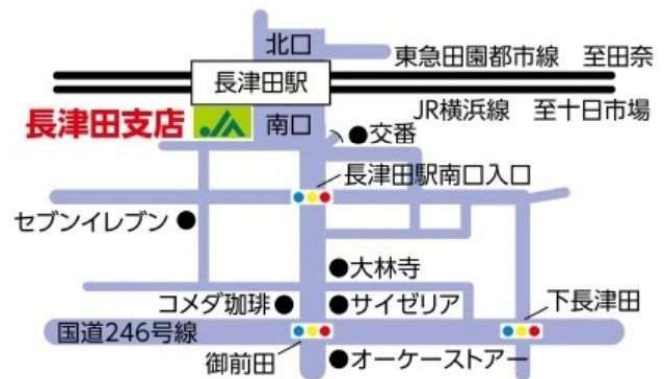 北口
東急田園都市線　至田奈
長津田駅
JR横浜線　至十日市場
長津田支店
JA
南口
交番
長津田駅南口入口
セブンイレブン
大林寺
コメダ珈琲
サイゼリア
下長津田
国道246号線
御前田
オーケーストアー